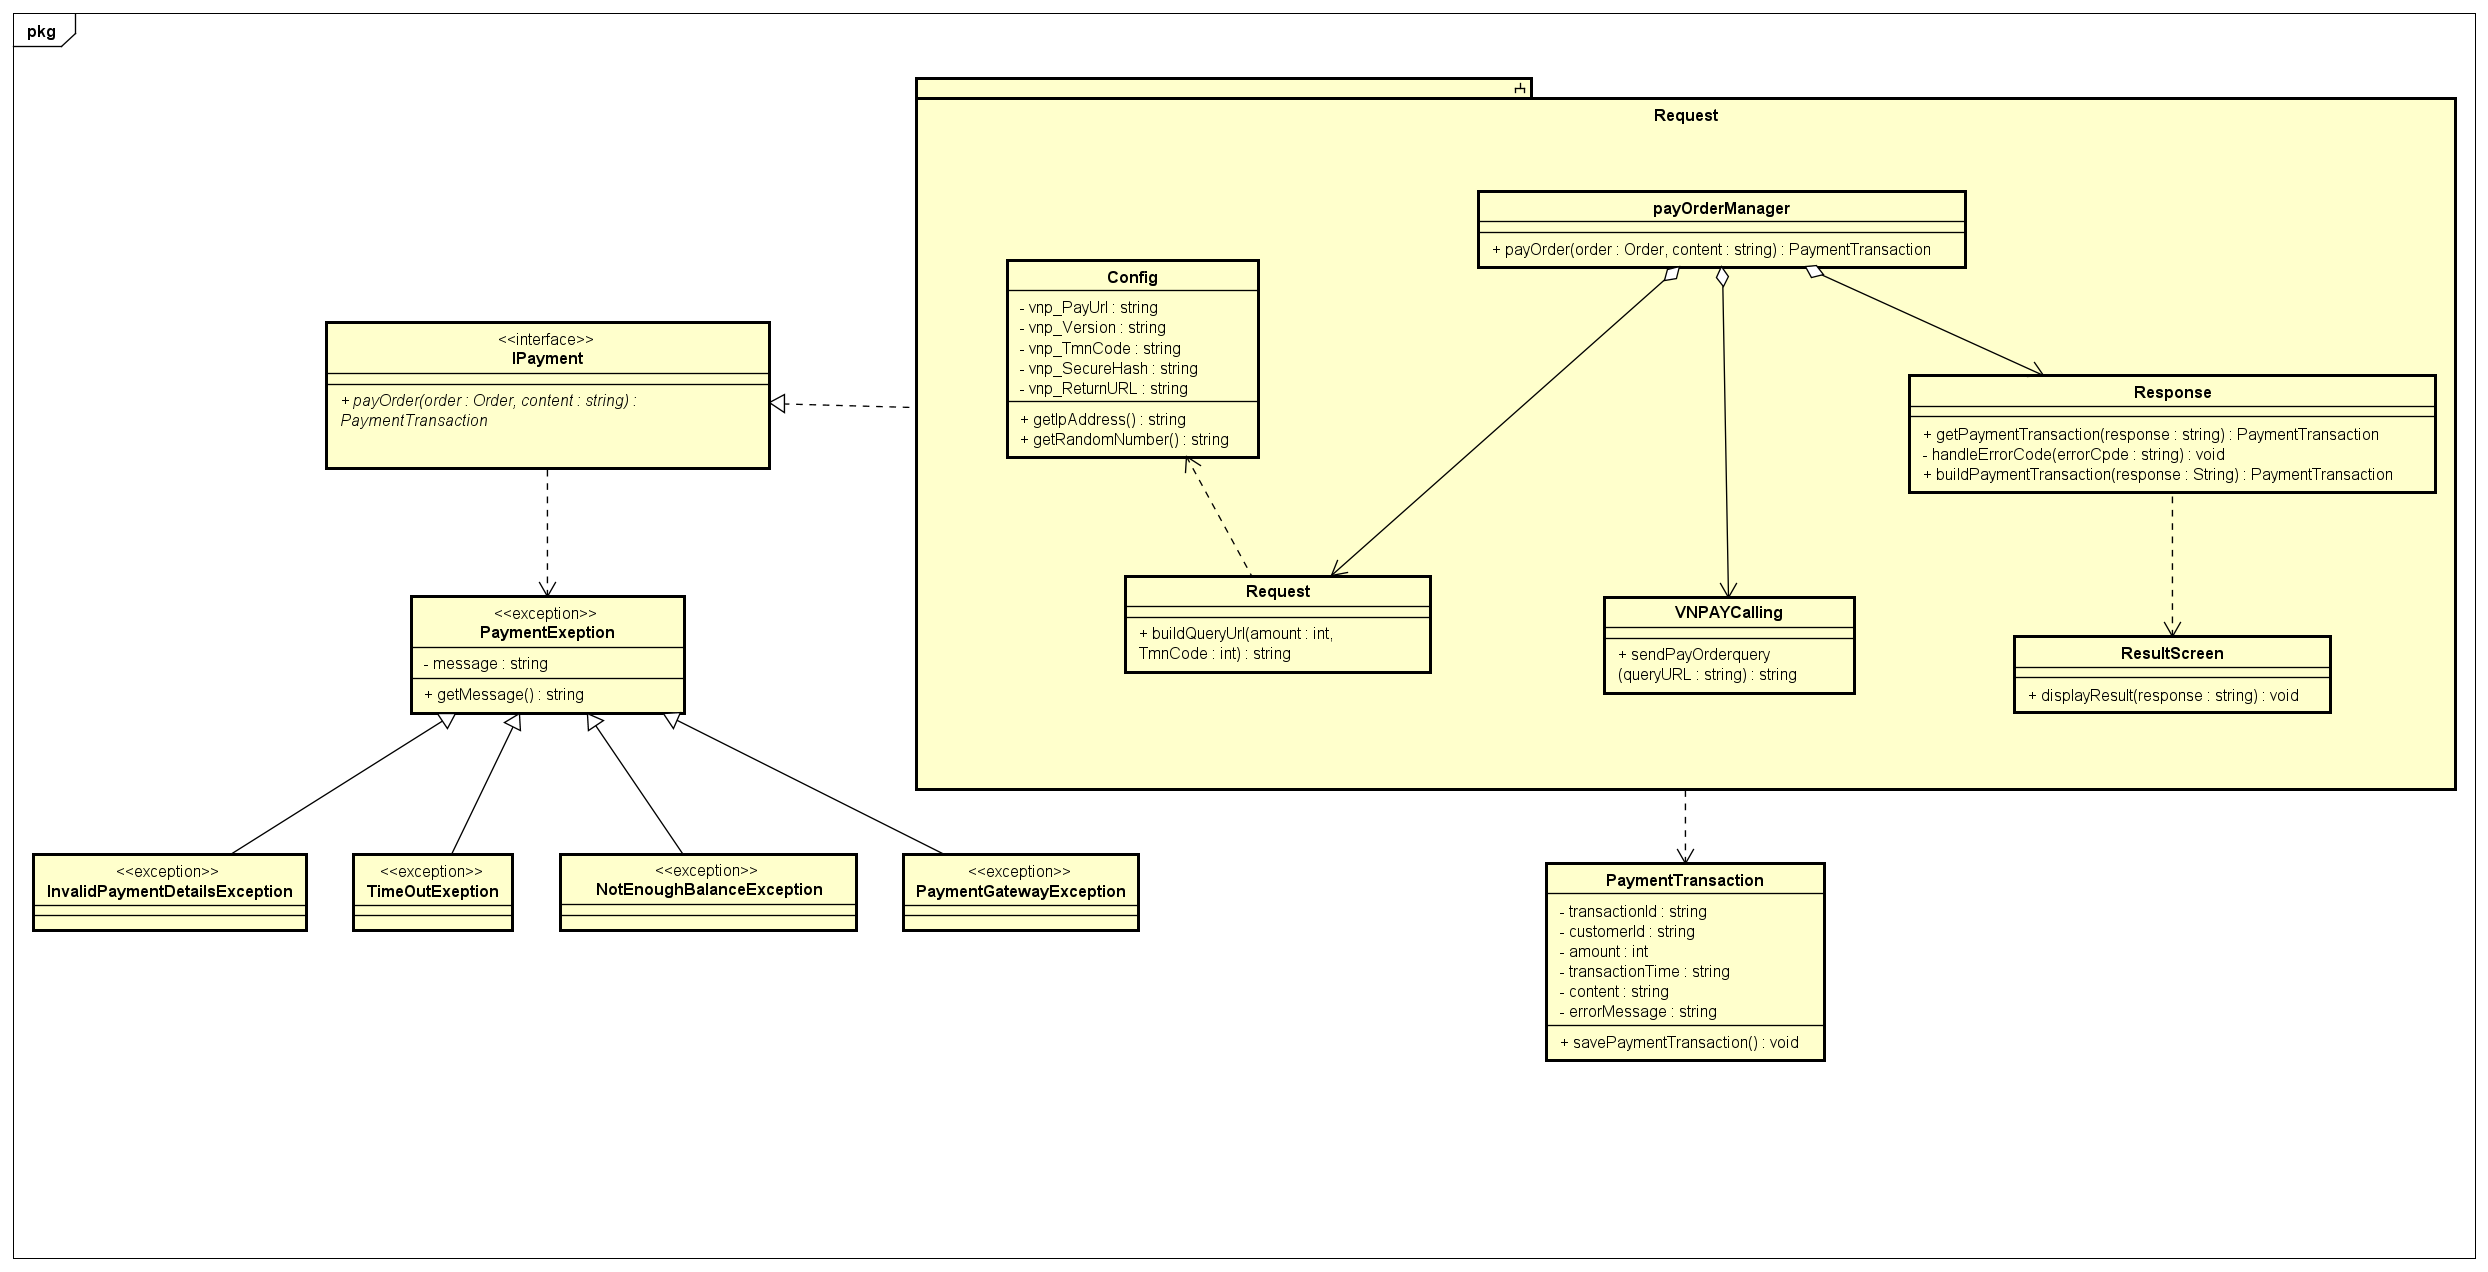 pkg
Request
payOrderManager
+ payOrder(order : Order, content : string) : PaymentTransaction
Config
- vnp_PayUrl : string
- vnp_Version : string
- vnp_TmnCode : string
- vnp_SecureHash : string
- vnp_ReturnURL : string
+ getIpAddress() : string
+ getRandomNumber() : string
<<interface>>
IPayment
+ payOrder(order : Order, content : string) :
PaymentTransaction
Response
+ getPaymentTransaction(response : string) : PaymentTransaction
- handleErrorCode(errorCpde : string) : void
+ buildPaymentTransaction(response : String) : PaymentTransaction
Request
+ buildQueryUrl(amount : int,
TmnCode : int) : string
VNPAYCalling
+ sendPayOrderquery
(queryURL : string) : string
ResultScreen
+ displayResult(response : string) : void
<<exception>>
PaymentExeption
- message : string
+ getMessage() : string
<<exception>>
InvalidPaymentDetailsException
<<exception>>
TimeOutExeption
<<exception>>
NotEnoughBalanceException
<<exception>>
PaymentGatewayException
PaymentTransaction
- transactionId : string
- customerId : string
- amount : int
- transactionTime : string
- content : string
- errorMessage : string
+ savePaymentTransaction() : void